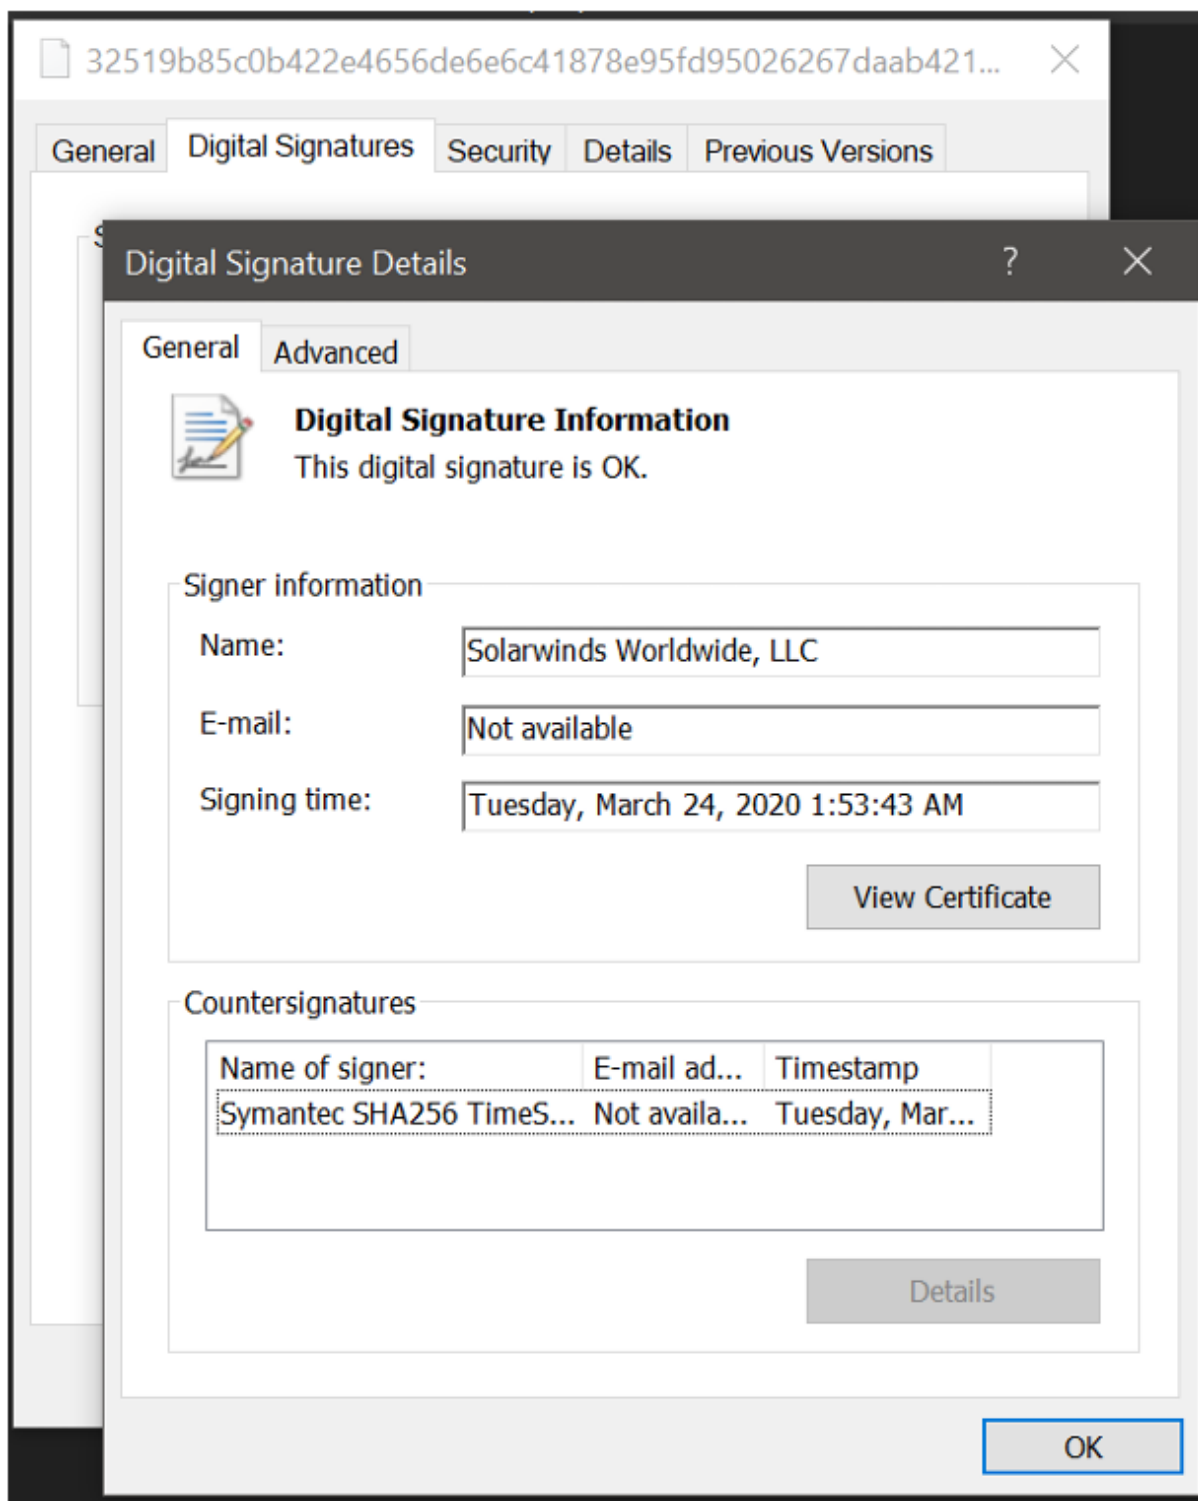 32519b85c0b422e4656de6e6c41878e95fd95026267daab421...
General Digital Signatures Security Details Previous Versions
Digital Signature Details ?
General Advanced
Digital Signature Information
This digital signature is OK.
Signer information
Name: Solarwinds Worldwide, LLC
E-mail: Not available
Signing time: Tuesday, March 24, 2020 1:53:43 AM
View Certificate
Countersignatures
Name of signer: E-mail ad... Timestamp
Symantec SHA256 TimeS... Not availa... Tuesday, Mar...
Details
OK